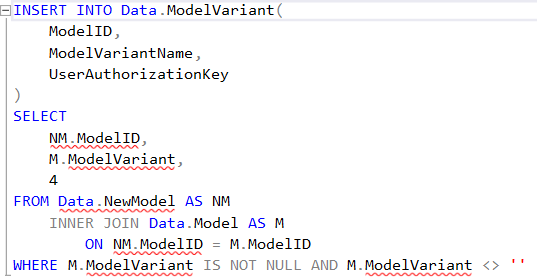 INSERT INTO Data.ModelVariant(
    ModelID,
    ModelVariantName,
    UserAuthorizationKey
)
SELECT
    NM.ModelID,
    M.ModelVariant,
    4
FROM Data.NewModel AS NM
    INNER JOIN Data.Model AS M
        ON NM.ModelID = M.ModelID
WHERE M.ModelVariant IS NOT NULL AND M.ModelVariant <> ''